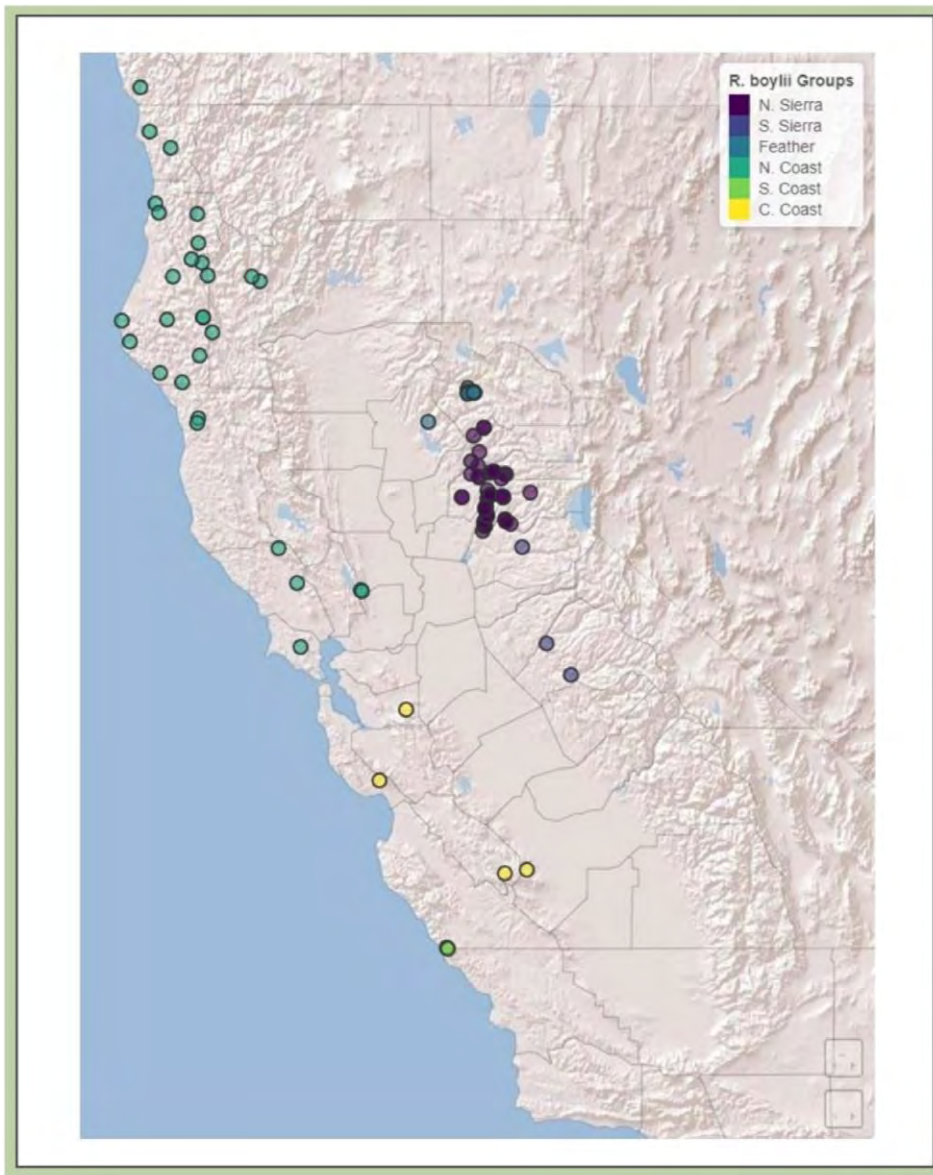 R. boylii Groups
N. Sierra
S. Sierra
Feather
N. Coast
S. Coast
C. Coast